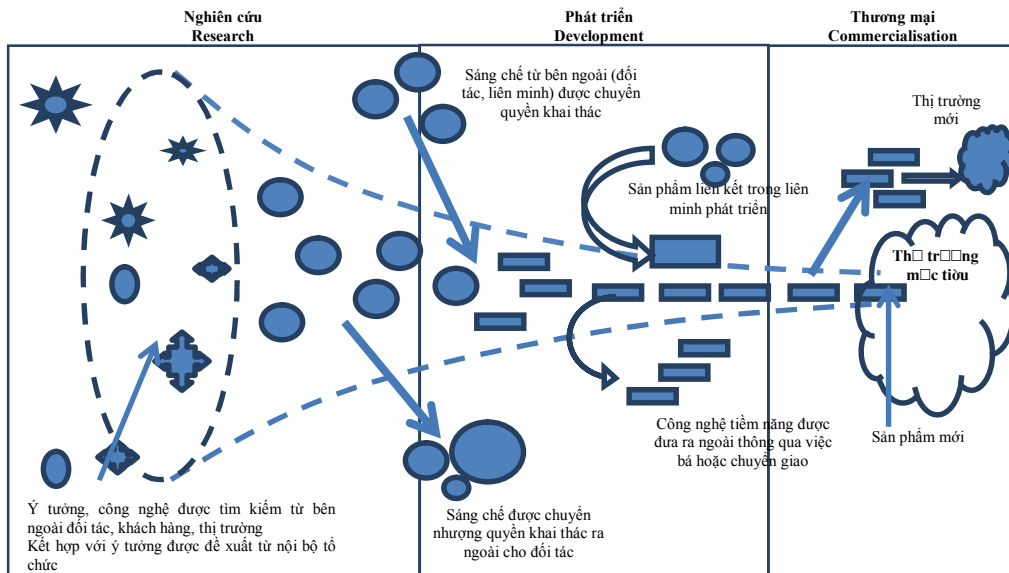 Nghiên cứu
Research
Phát triển
Development
Thương mại
Commercialisation
Sáng chế từ bên ngoài (đối
tác, liên minh) được chuyển
quyền khai thác
Thị trường
mới
Sản phẩm liên kết trong liên
minh phát triển
Th□ tr□□ng
m□c tiờu
Công nghệ tiềm năng được
đưa ra ngoài thông qua việc
bá hoặc chuyển giao
Sản phẩm mới
Ý tưởng, công nghệ được tìm kiếm từ bên
ngoài đối tác, khách hàng, thị trường
Kết hợp với ý tưởng được đề xuất từ nội bộ tổ
chức
Sáng chế được chuyển
nhượng quyền khai thác ra
ngoài cho đối tác